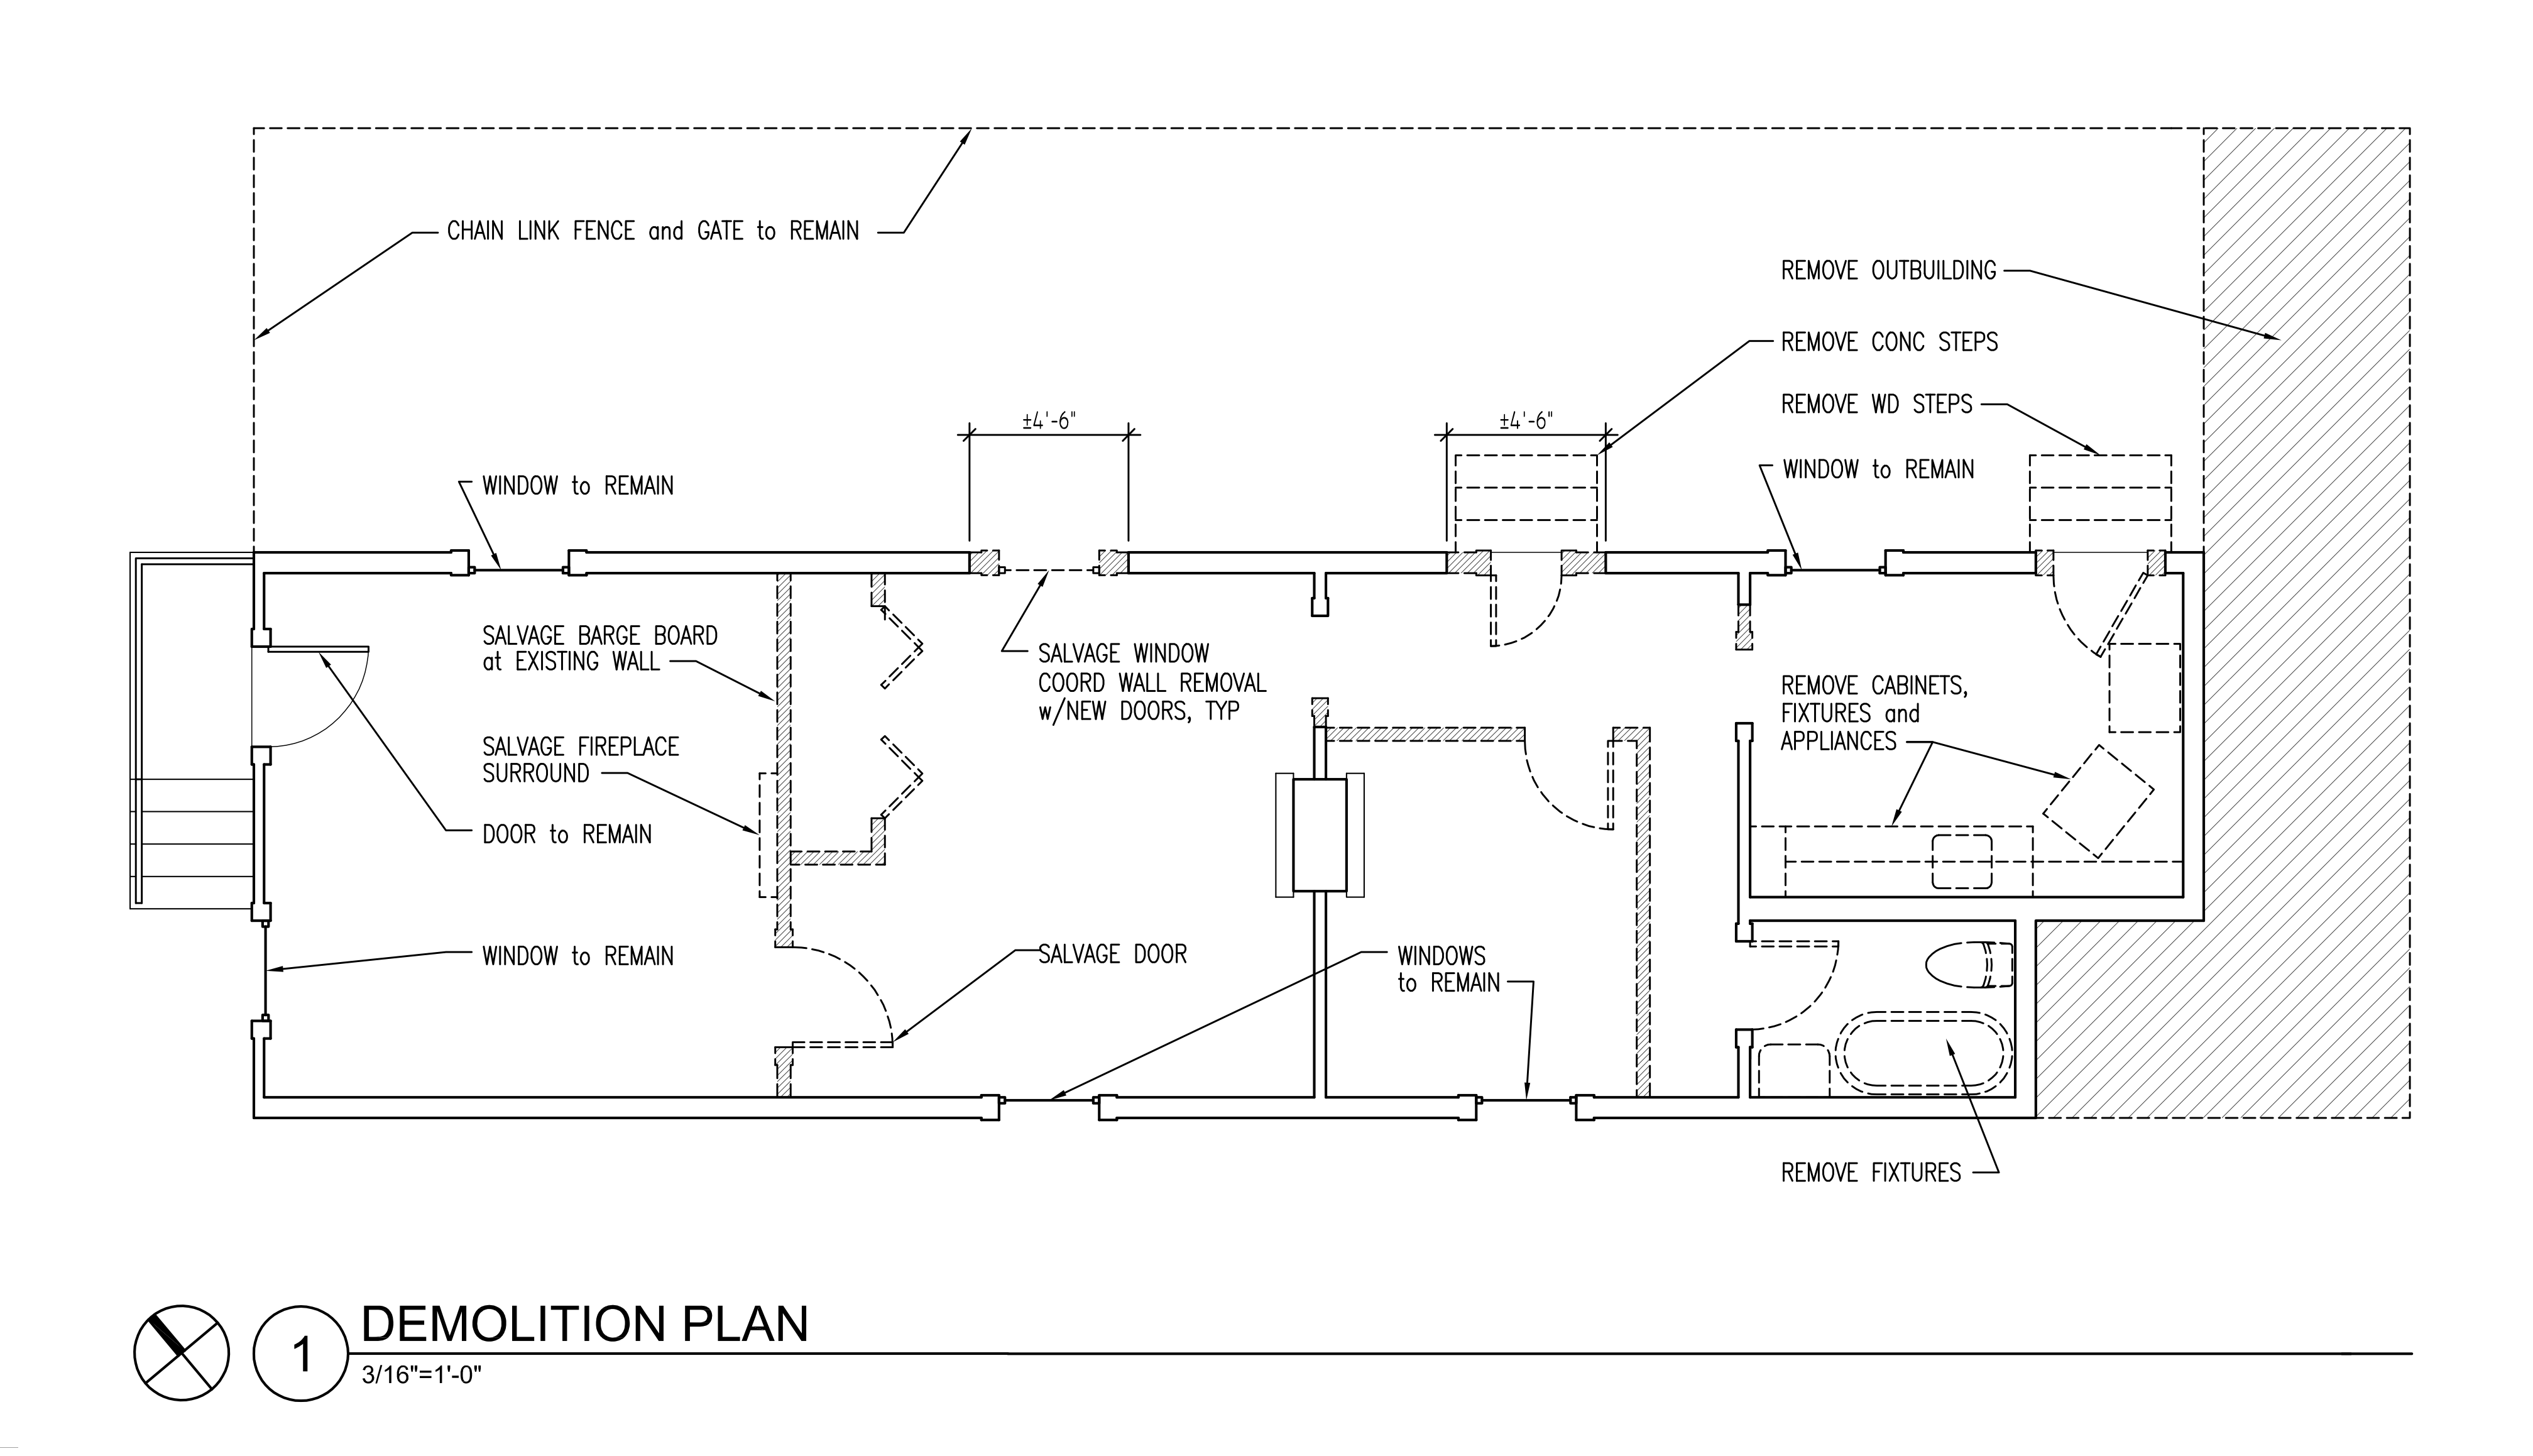 CHAIN LINK FENCE and GATE to REMAIN
REMOVE OUTBUILDING
REMOVE CONC STEPS
REMOVE WD STEPS
±4'-6"
±4'-6"
WINDOW to REMAIN
WINDOW to REMAIN
SALVAGE BARGE BOARD
at EXISTING WALL
SALVAGE WINDOW
COORD WALL REMOVAL
w/NEW DOORS, TYP
REMOVE CABINETS,
FIXTURES and
APPLIANCES
SALVAGE FIREPLACE
SURROUND
DOOR to REMAIN
WINDOW to REMAIN
SALVAGE DOOR
WINDOWS
to REMAIN
REMOVE FIXTURES
1
DEMOLITION PLAN
3/16"=1'-0"